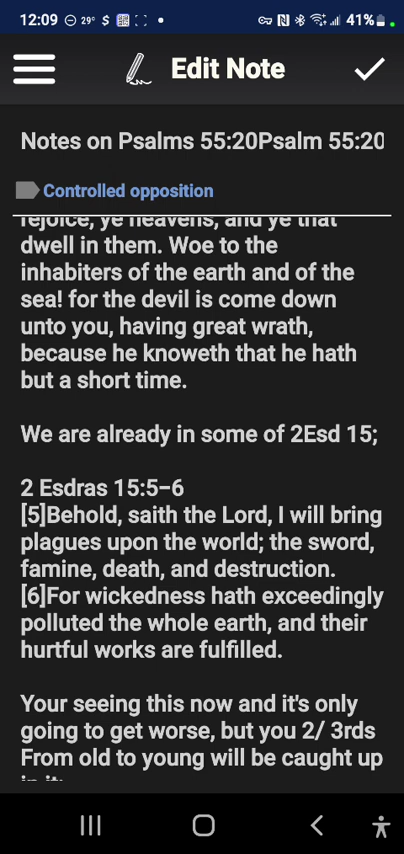 12:09 29° $ 41%
Edit Note
Notes on Psalms 55:20Psalm 55:20
Controlled opposition
rejoice, ye heavens, and ye that
dwell in them. Woe to the
inhabiters of the earth and of the
sea! for the devil is come down
unto you, having great wrath,
because he knoweth that he hath
but a short time.
We are already in some of 2Esd 15;
2 Esdras 15:5-6
[5]Behold, saith the Lord, I will bring
plagues upon the world; the sword,
famine, death, and destruction.
[6]For wickedness hath exceedingly
polluted the whole earth, and their
hurtful works are fulfilled.
Your seeing this now and it's only
going to get worse, but you 2/ 3rds
From old to young will be caught up